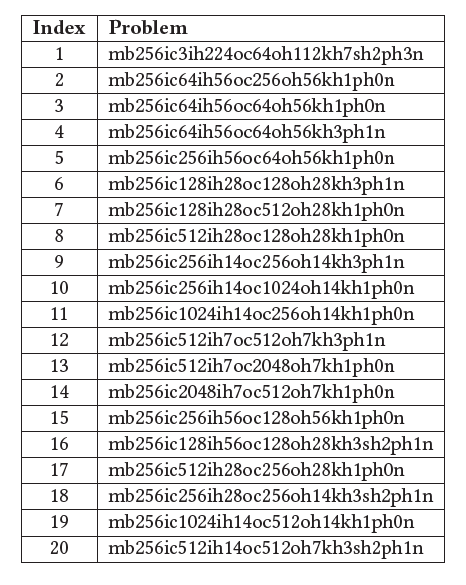 Index Problem
1 mb256ic3ih224oc64oh112kh7sh2ph3n
2 mb256ic64ih56oc256oh56kh1ph0n
3 mb256ic64ih56oc64oh56kh1ph0n
4 mb256ic64ih56oc64oh56kh3ph1n
5 mb256ic256ih56oc64oh56kh1ph0n
6 mb256ic128ih28oc128oh28kh3ph1n
7 mb256ic128ih28oc512oh28kh1ph0n
8 mb256ic512ih28oc128oh28kh1ph0n
9 mb256ic256ih14oc256oh14kh3ph1n
10 mb256ic256ih14oc1024oh14kh1ph0n
11 mb256ic1024ih14oc256oh14kh1ph0n
12 mb256ic512ih7oc512oh7kh3ph1n
13 mb256ic512ih7oc2048oh7kh1ph0n
14 mb256ic2048ih7oc512oh7kh1ph0n
15 mb256ic256ih56oc128oh56kh1ph0n
16 mb256ic128ih56oc128oh28kh3sh2ph1n
17 mb256ic512ih28oc256oh28kh1ph0n
18 mb256ic256ih28oc256oh14kh3sh2ph1n
19 mb256ic1024ih14oc512oh14kh1ph0n
20 mb256ic512ih14oc512oh7kh3sh2ph1n